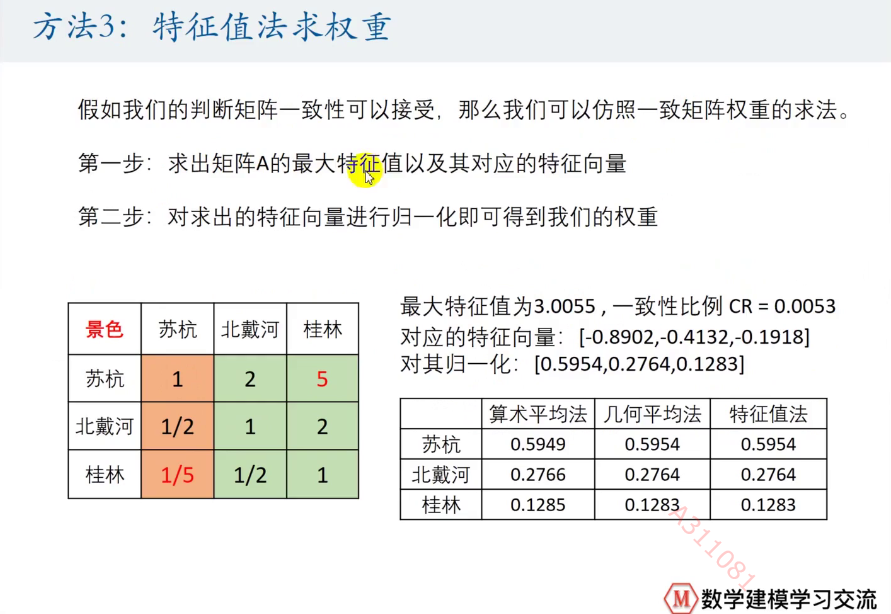 方法3：特征值法求权重
假如我们的判断矩阵一致性可以接受，那么我们可以仿照一致矩阵权重的求法。
第一步：求出矩阵A的最大特征值以及其对应的特征向量
第二步：对求出的特征向量进行归一化即可得到我们的权重
景色 苏杭 北戴河 桂林
苏杭 1 2 5
北戴河 1/2 1 2
桂林 1/5 1/2 1
最大特征值为3.0055 , 一致性比例 CR = 0.0053
对应的特征向量：[-0.8902,-0.4132,-0.1918]
对其归一化：[0.5954,0.2764,0.1283]
算术平均法 几何平均法 特征值法
苏杭 0.5949 0.5954 0.5954
北戴河 0.2766 0.2764 0.2764
桂林 0.1285 0.1283 0.1283
A311081
M 数学建模学习交流